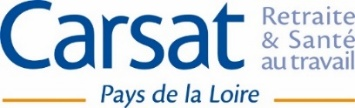 Carsat
Retraite
& Santé
au travail
Pays de la Loire